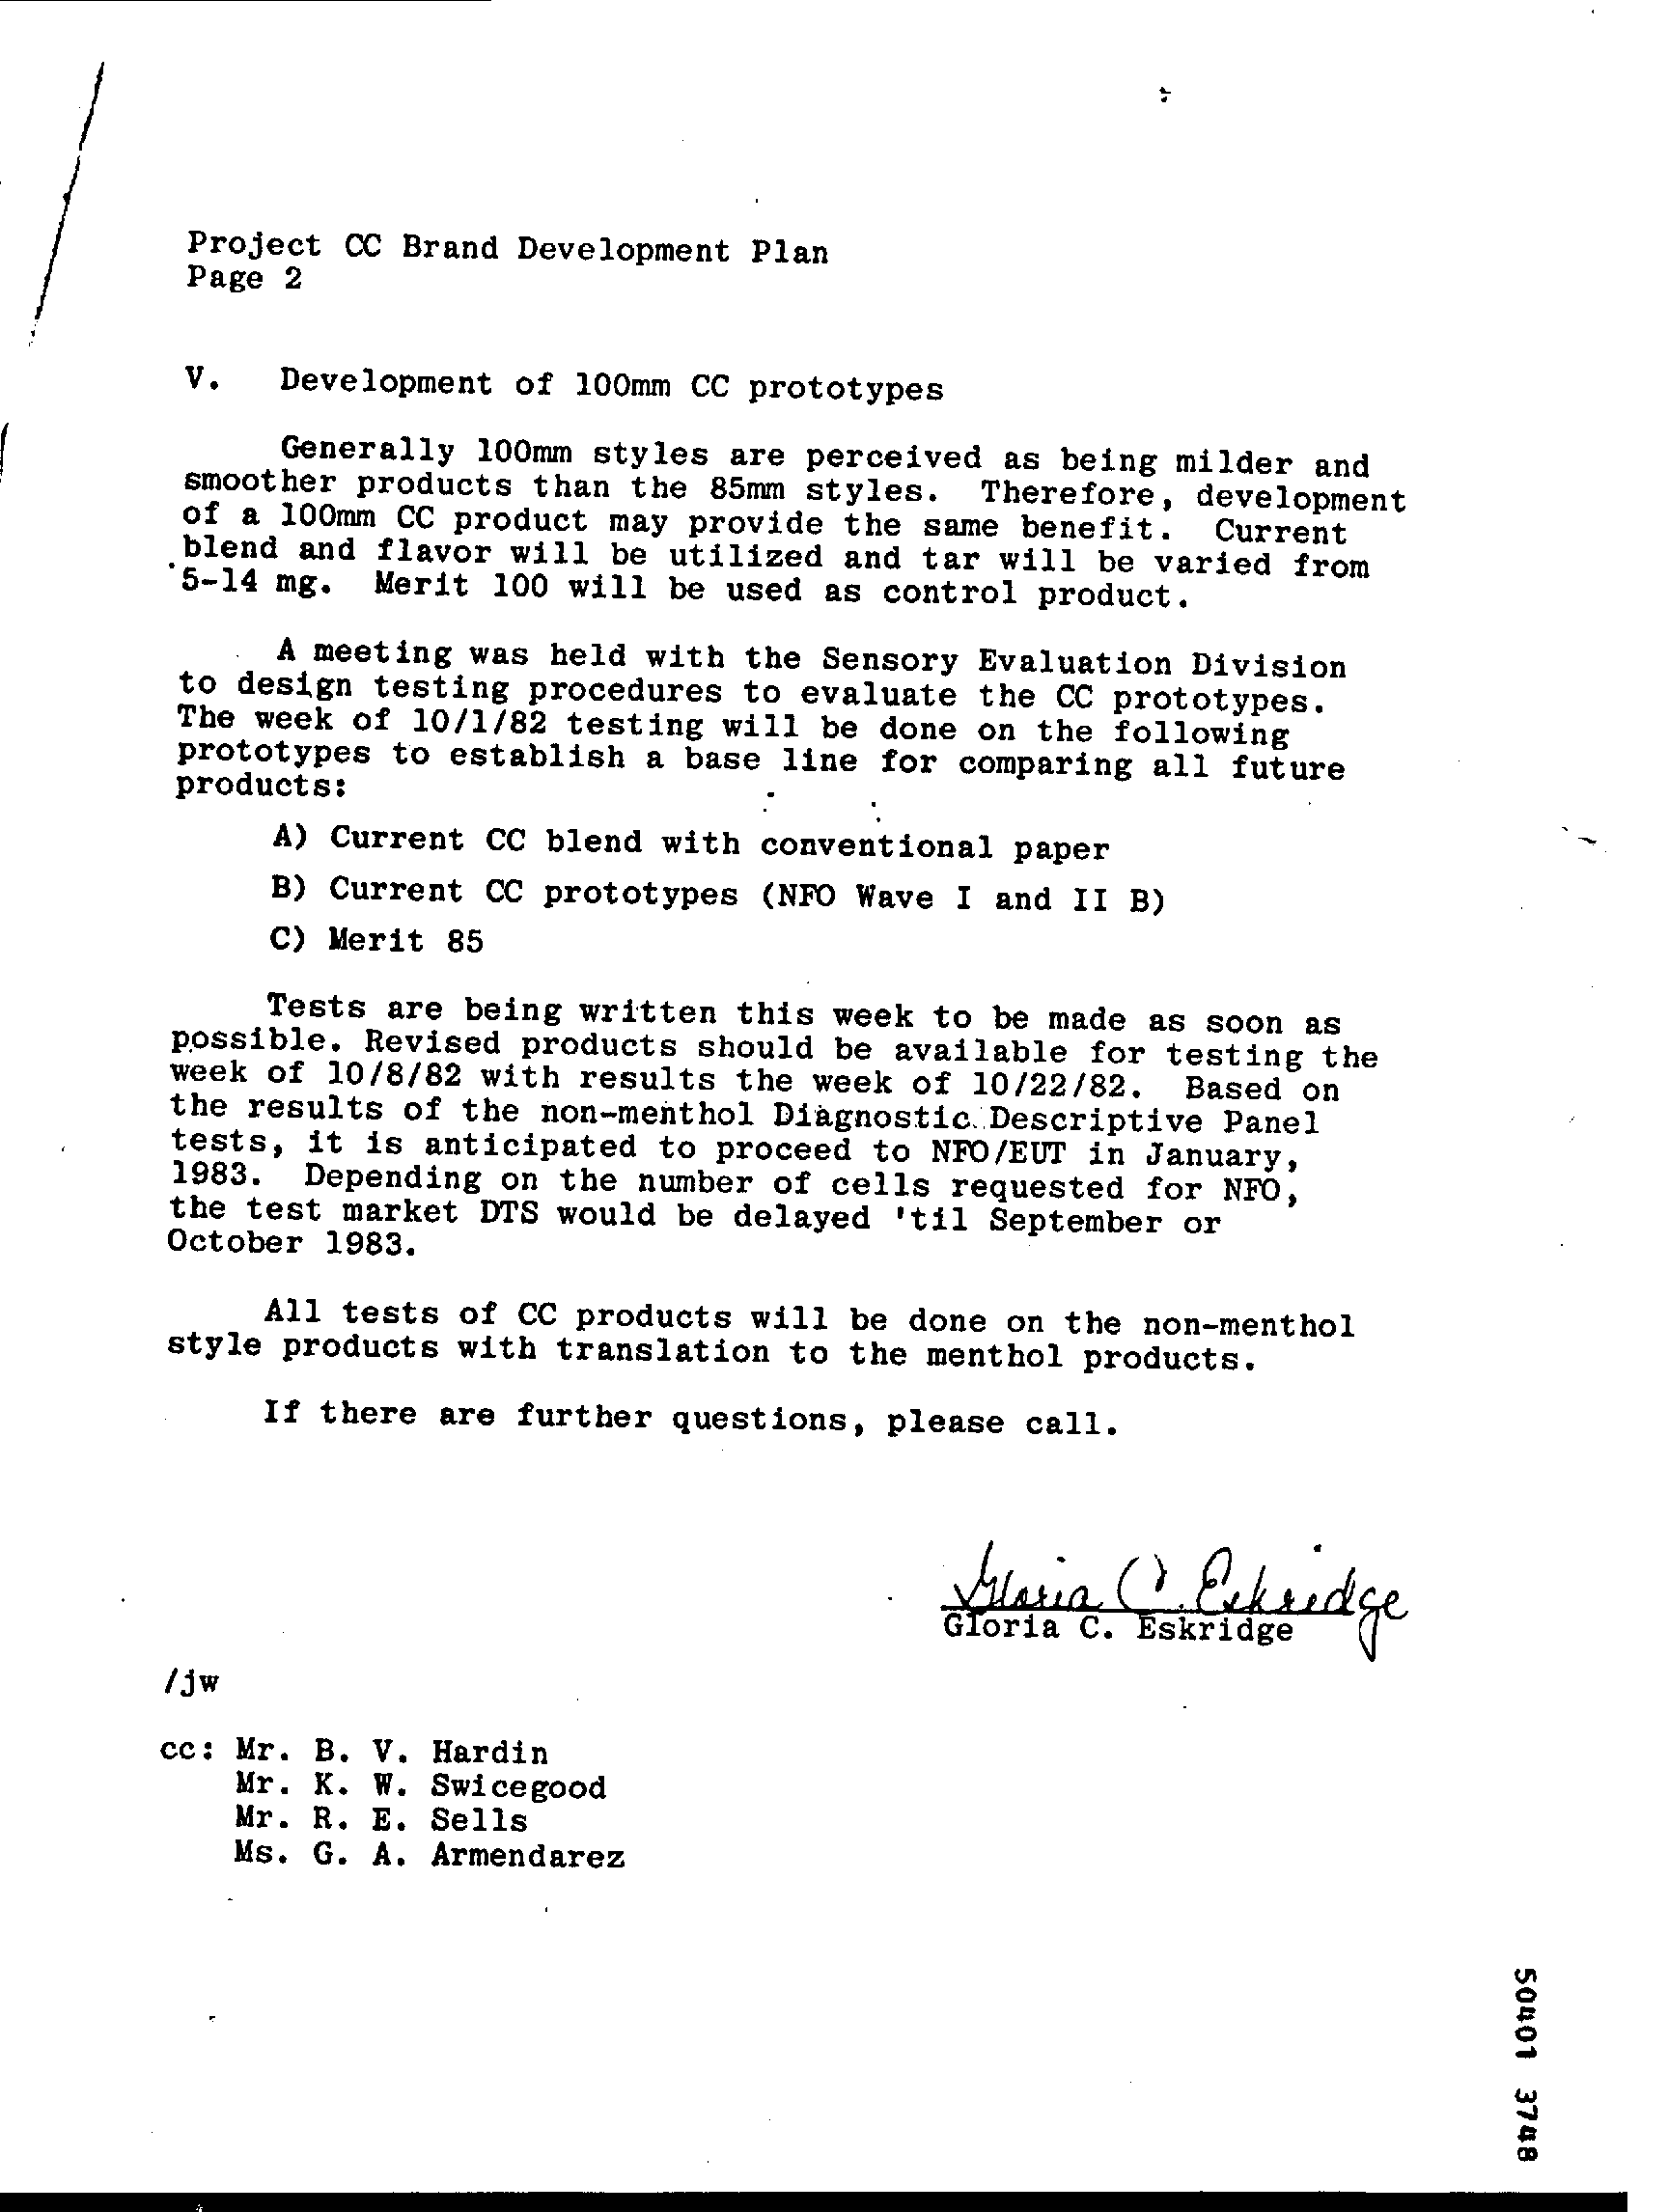 Project CC Brand Development Plan
Page 2
V. Development of 100mm CC prototypes
Generally 100mm styles are perceived as being milder and
smoother products than the 85mm styles. Therefore, development
of a 100mm CC product may provide the same benefit. Current
blend and flavor will be utilized and tar will be varied from
5-14 mg. Merit 100 will be used as control product.
A meeting was held with the Sensory Evaluation Division
to design testing procedures to evaluate the CC prototypes.
The week of 10/1/82 testing will be done on the following
prototypes to establish a base line for comparing all future
products:
A) Current CC blend with conventional paper
B) Current CC prototypes (NFO Wave I and II B)
C) Merit 85
Tests are being written this week to be made as soon as
possible. Revised products should be available for testing the
week of 10/8/82 with results the week of 10/22/82. Based on
the results of the non-menthol Diagnostic Descriptive Panel
tests, it is anticipated to proceed to NFO/EUT in January,
1983. Depending on the number of cells requested for NFO,
the test market DTS would be delayed 'til September or
October 1983.
All tests of CC products will be done on the non-menthol
style products with translation to the menthol products.
If there are further questions, please call.
Gloria C. Eskridge
Gloria C. Eskridge
/jw
cc: Mr. B. V. Hardin
Mr. K. W. Swicegood
Mr. R. E. Sells
Ms. G. A. Armendarez
50401 3748